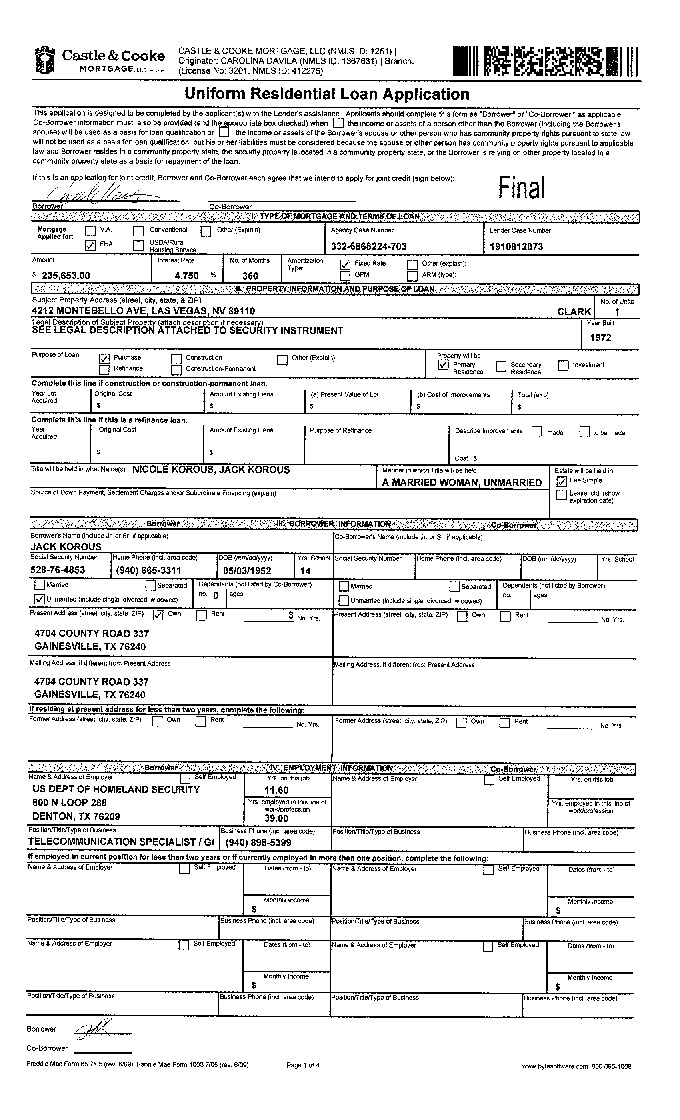 Castle & Cooke
MORTGAGE, LLC
CASTLE & COOKE MORTGAGE, LLC (NMLS ID: 1251) |
Originator: CAROLINA DAVILA (NMLS ID: 1367631) | Branch:
(License No: 3201, NMLS ID: 412275)
Uniform Residential Loan Application
This application is designed to be completed by the applicant(s) with the Lender's assistance. Applicants should complete this form as "Borrower" or "Co-Borrower" as applicable
Co-Borrower information must also be provided (and the appropriate box checked) when the income or assets of a person other than the Borrower (including the Borrower's
spouse) will be used as a basis for loan qualification or the income or assets of the Borrower's spouse or other person who has community property rights pursuant to state law
will not be used as a basis for loan qualification, but his or her liabilities must be considered because the spouse or other person has community property rights pursuant to applicable
law and Borrower resides in a community property state, the security property is located in a community property state, or the Borrower is relying on other property located in a
community property state as a basis for repayment of the loan.
If this is an application for joint credit, Borrower and Co-Borrower each agree that we intend to apply for joint credit (sign below):
Final
Borrower Co-Borrower
I. TYPE OF MORTGAGE AND TERMS OF LOAN
Mortgage Applied for: V.A. Conventional Other (Explain) Agency Case Number Lender Case Number
FHA USDA/Rural Housing Service 332-6866224-703 1910812873
Amount Interest Rate No. of Months Amortization Type: Fixed Rate Other (explain):
$ 235,653.00 4.750 % 360 GPM ARM (type):
II. PROPERTY INFORMATION AND PURPOSE OF LOAN
Subject Property Address (street, city, state, & ZIP) No. of Units
4212 MONTEBELLO AVE, LAS VEGAS, NV 89110 CLARK 1
Legal Description of Subject Property (attach description if necessary) Year Built
SEE LEGAL DESCRIPTION ATTACHED TO SECURITY INSTRUMENT 1972
Purpose of Loan Purchase Construction Other (Explain) Property will be
Refinance Construction-Permanent Primary Residence Secondary Residence Investment
Complete this line if construction or construction-permanent loan.
Year Lot Acquired Original Cost Amount Existing Liens (a) Present Value of Lot (b) Cost of Improvements Total (a+b)
$ $ $ $ $
Complete this line if this is a refinance loan.
Year Acquired Original Cost Amount Existing Liens Purpose of Refinance Describe Improvements made to be made
$ $ Cost: $
Title will be held in what Name(s) NICOLE KOROUS, JACK KOROUS Manner in which Title will be held Estate will be held in
A MARRIED WOMAN, UNMARRIED Fee Simple
Source of Down Payment, Settlement Charges and/or Subordinate Financing (explain) Leasehold (show expiration date)
Borrower III. BORROWER INFORMATION Co-Borrower
Borrower's Name (include Jr. or Sr. if applicable) Co-Borrower's Name (include Jr. or Sr. if applicable)
JACK KOROUS
Social Security Number Home Phone (incl. area code) DOB (mm/dd/yyyy) Yrs. School Social Security Number Home Phone (incl. area code) DOB (mm/dd/yyyy) Yrs. School
528-76-4853 (940) 665-3311 05/03/1952 14
Married Separated Dependents (not listed by Co-Borrower) Married Separated Dependents (not listed by Borrower)
Unmarried (include single, divorced, widowed) no. 0 ages Unmarried (include single, divorced, widowed) no. ages
Present Address (street, city, state, ZIP) Own Rent $ No. Yrs. Present Address (street, city, state, ZIP) Own Rent No. Yrs.
4704 COUNTY ROAD 337
GAINESVILLE, TX 76240
Mailing Address, if different from Present Address Mailing Address, if different from Present Address
4704 COUNTY ROAD 337
GAINESVILLE, TX 76240
If residing at present address for less than two years, complete the following:
Former Address (street, city, state, ZIP) Own Rent No. Yrs. Former Address (street, city, state, ZIP) Own Rent No. Yrs.
Borrower IV. EMPLOYMENT INFORMATION Co-Borrower
Name & Address of Employer Self Employed Yrs. on this job Name & Address of Employer Self Employed Yrs. on this job
US DEPT OF HOMELAND SECURITY 11.60
800 N LOOP 288 Yrs. employed in this line of work/profession Yrs. employed in this line of work/profession
DENTON, TX 76209 39.00
Position/Title/Type of Business Business Phone (incl. area code) Position/Title/Type of Business Business Phone (incl. area code)
TELECOMMUNICATION SPECIALIST / GI (940) 898-5399
If employed in current position for less than two years or if currently employed in more than one position, complete the following:
Name & Address of Employer Self Employed Dates (from - to) Name & Address of Employer Self Employed Dates (from - to)
Monthly Income Monthly Income
$ $
Position/Title/Type of Business Business Phone (incl. area code) Position/Title/Type of Business Business Phone (incl. area code)
Name & Address of Employer Self Employed Dates (from - to) Name & Address of Employer Self Employed Dates (from - to)
Monthly Income Monthly Income
$ $
Position/Title/Type of Business Business Phone (incl. area code) Position/Title/Type of Business Business Phone (incl. area code)
Borrower
Co-Borrower
Freddie Mac Form 65 7/05 (rev. 6/09) Fannie Mae Form 1003 7/05 (rev. 6/09) Page 1 of 4 www.bytesoftware.com